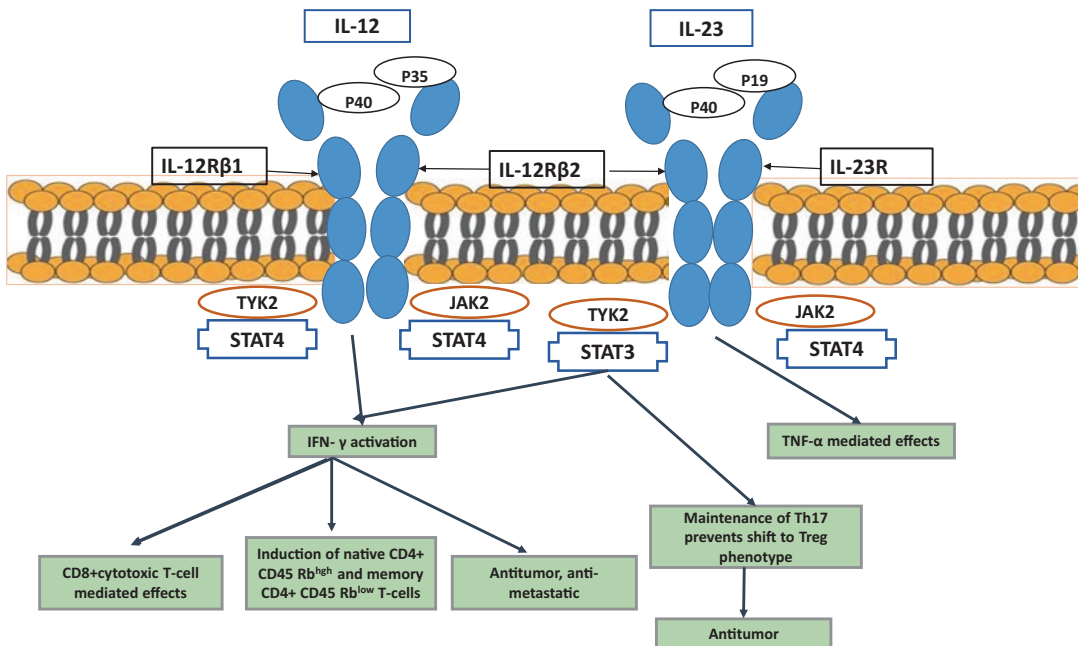 IL-12
IL-23
P35
P40
P19
P40
IL-12Rβ1
IL-12Rβ2
IL-23R
TYK2
STAT4
JAK2
STAT4
TYK2
STAT3
JAK2
STAT4
IFN- γ activation
TNF-α mediated effects
CD8+cytotoxic T-cell
mediated effects
Induction of native CD4+
CD45 Rbhgh and memory
CD4+ CD45 Rblow T-cells
Antitumor, anti-
metastatic
Maintenance of Th17
prevents shift to Treg
phenotype
Antitumor